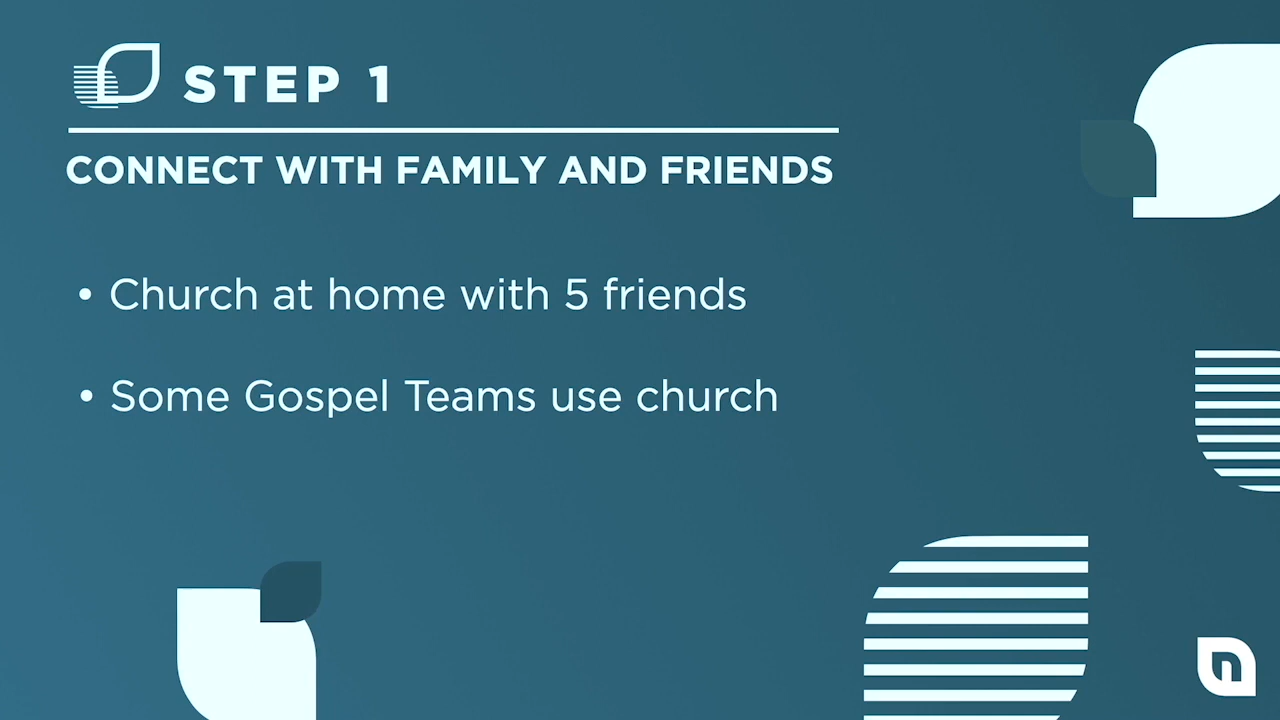 STEP 1
CONNECT WITH FAMILY AND FRIENDS
• Church at home with 5 friends
• Some Gospel Teams use church